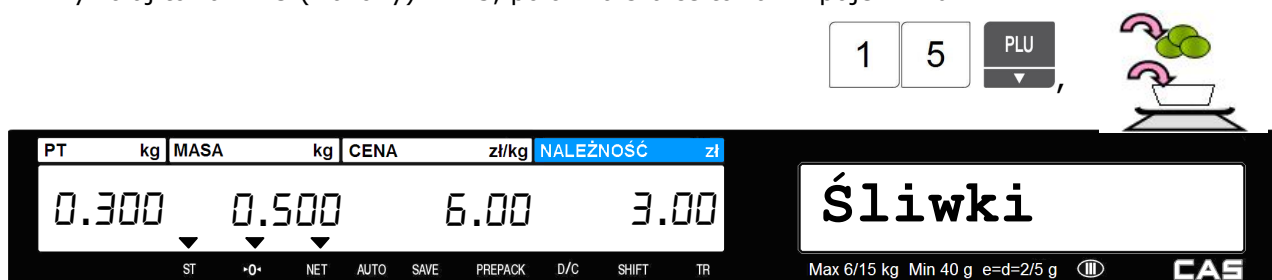 1 5 PLU ,
PT kg MASA kg CENA zł/kg NALEŻNOŚĆ zł
0.300 0.500 6.00 3.00
Śliwki
ST ▸0◂ NET AUTO SAVE PREPACK D/C SHIFT TR
Max 6/15 kg Min 40 g e=d=2/5 g III CAS